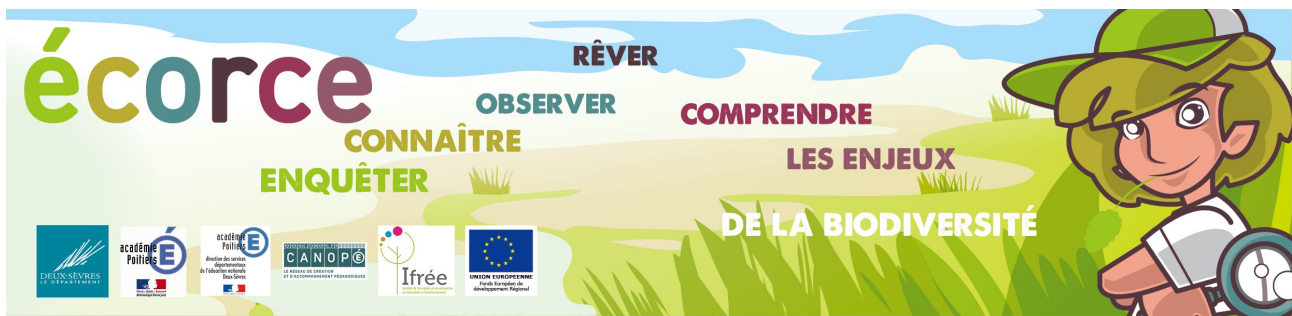 écorce
RÊVER
OBSERVER
COMPRENDRE
CONNAÎTRE
LES ENJEUX
ENQUÊTER
DE LA BIODIVERSITÉ
DEUX-SÈVRES
LE DÉPARTEMENT
académie
Poitiers
académie
Poitiers
direction des services
départementaux
de l'éducation nationale
Deux-Sèvres
CANOPÉ
LE RÉSEAU DE CRÉATION
ET D'ACCOMPAGNEMENT PÉDAGOGIQUES
Ifrée
UNION EUROPÉENNE
Fonds Européen de
développement Régional